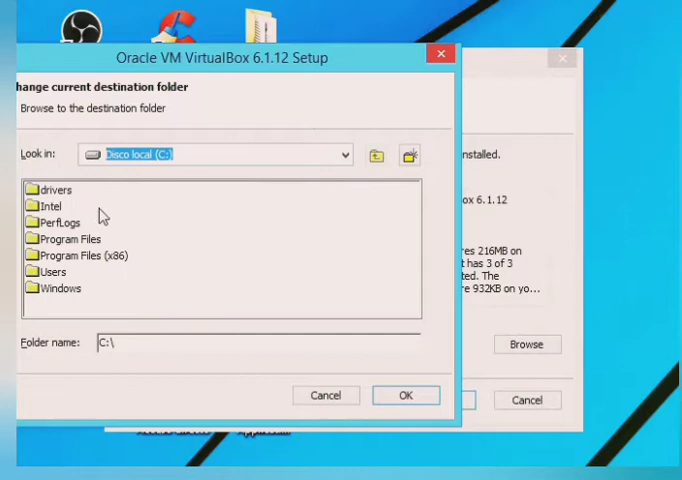 Oracle VM VirtualBox 6.1.12 Setup
hange current destination folder
Browse to the destination folder
Look in:
Disco local (C:)
drivers
Intel
PerfLogs
Program Files
Program Files (x86)
Users
Windows
Folder name:
C:\
Cancel
OK
nstalled.
ox 6.1.12
res 216MB on
t has 3 of 3
ted. The
re 932KB on yo...
Browse
Cancel